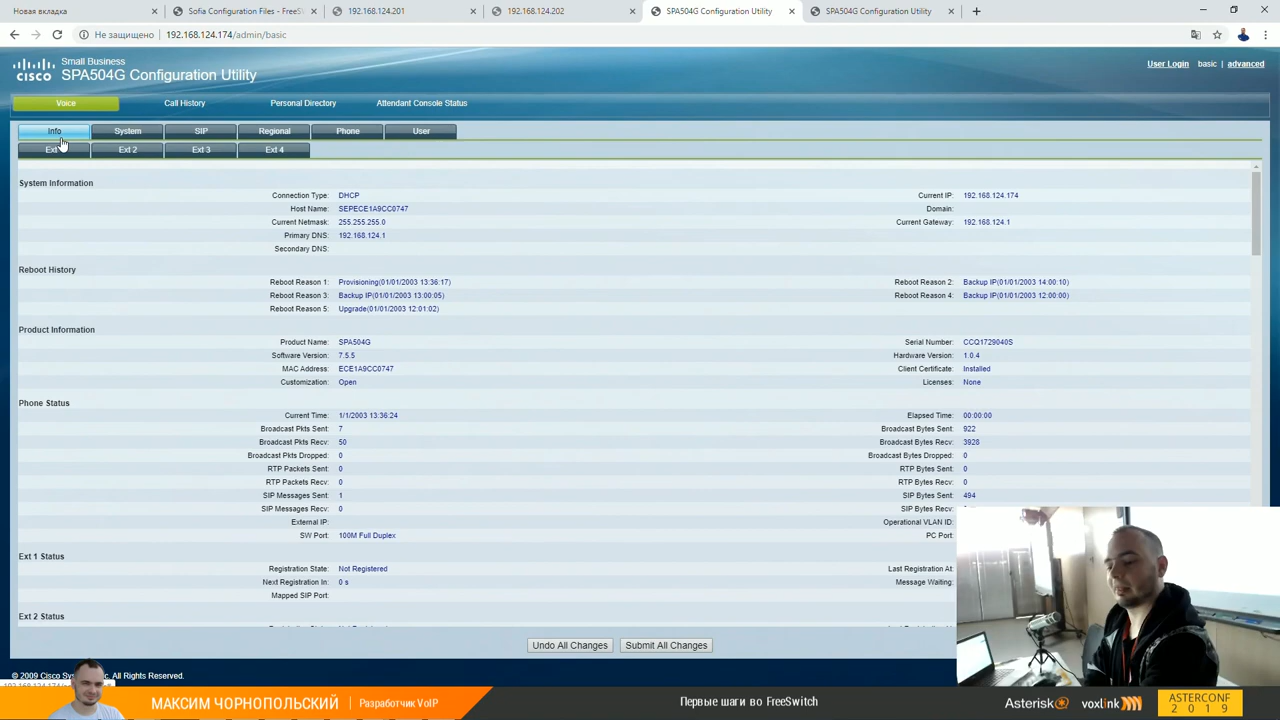 Новая вкладка
Sofia Configuration Files - FreeS
192.168.124.201
192.168.124.202
SPA504G Configuration Utility
SPA504G Configuration Utility
Не защищено
192.168.124.174/admin/basic
Small Business
cisco SPA504G Configuration Utility
User Login basic | advanced
Voice Call History Personal Directory Attendant Console Status
Info System SIP Regional Phone User
Ext 2 Ext 3 Ext 4
System Information
Connection Type: DHCP Current IP: 192.168.124.174
Host Name: SEPECE1A9CC0747 Domain:
Current Netmask: 255.255.255.0 Current Gateway: 192.168.124.1
Primary DNS: 192.168.124.1
Secondary DNS:
Reboot History
Reboot Reason 1: Provisioning(01/01/2003 13:36:17) Reboot Reason 2: Backup IP(01/01/2003 14:00:10)
Reboot Reason 3: Backup IP(01/01/2003 13:00:05) Reboot Reason 4: Backup IP(01/01/2003 12:00:00)
Reboot Reason 5: Upgrade(01/01/2003 12:01:02)
Product Information
Product Name: SPA504G Serial Number: CCQ1729040S
Software Version: 7.5.5 Hardware Version: 1.0.4
MAC Address: ECE1A9CC0747 Client Certificate: Installed
Customization: Open Licenses: None
Phone Status
Current Time: 1/1/2003 13:36:24 Elapsed Time: 00:00:00
Broadcast Pkts Sent: 7 Broadcast Bytes Sent: 922
Broadcast Pkts Recv: 50 Broadcast Bytes Recv: 3928
Broadcast Pkts Dropped: 0 Broadcast Bytes Dropped: 0
RTP Packets Sent: 0 RTP Bytes Sent: 0
RTP Packets Recv: 0 RTP Bytes Recv: 0
SIP Messages Sent: 1 SIP Bytes Sent: 494
SIP Messages Recv: 0 SIP Bytes Recv:
External IP: Operational VLAN ID:
SW Port: 100M Full Duplex PC Port:
Ext 1 Status
Registration State: Not Registered Last Registration At:
Next Registration In: 0 s Message Waiting:
Mapped SIP Port:
Ext 2 Status
Undo All Changes Submit All Changes
© 2009 Cisco Sys Inc. All Rights Reserved.
МАКСИМ ЧОРНОПОЛЬСКИЙ | Разработчик VoIP
Первые шаги во FreeSwitch
Asterisk voxlink
ASTERCONF
2019